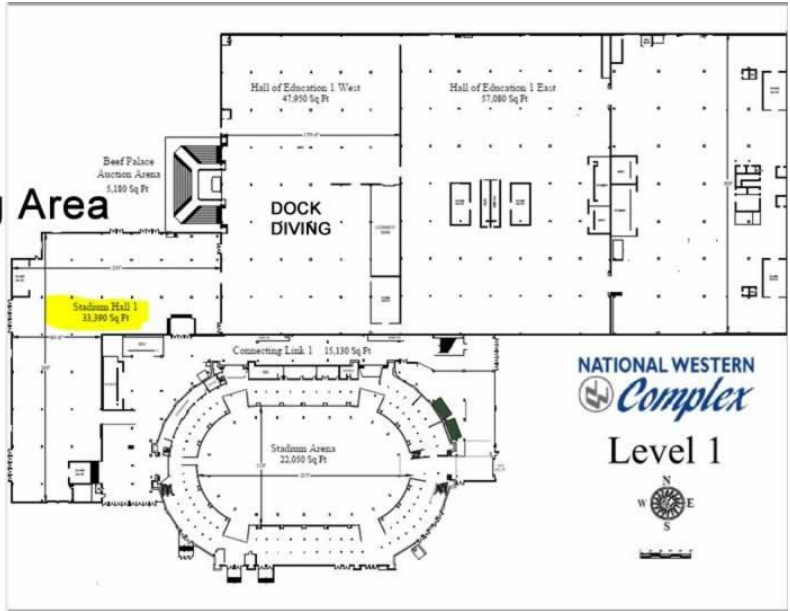 Hall of Education 1 West
47,950 Sq Ft
Hall of Education 1 East
57,080 Sq Ft
Beef Palace
Auction Arena
5,180 Sq Ft
g Area
DOCK
DIVING
Stadium Hall 1
33,390 Sq Ft
Connecting Link 1 15,130 Sq Ft
Stadium Arena
22,050 Sq Ft
NATIONAL WESTERN
Complex
Level 1
N
W E
S